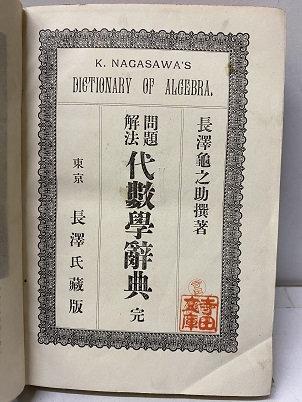 K. NAGASAWA'S
DICTIONARY OF ALGEBRA.
長澤龜之助撰著
問題
解法
代數學辭典 完
東京 長澤氏藏版
寺田
文庫